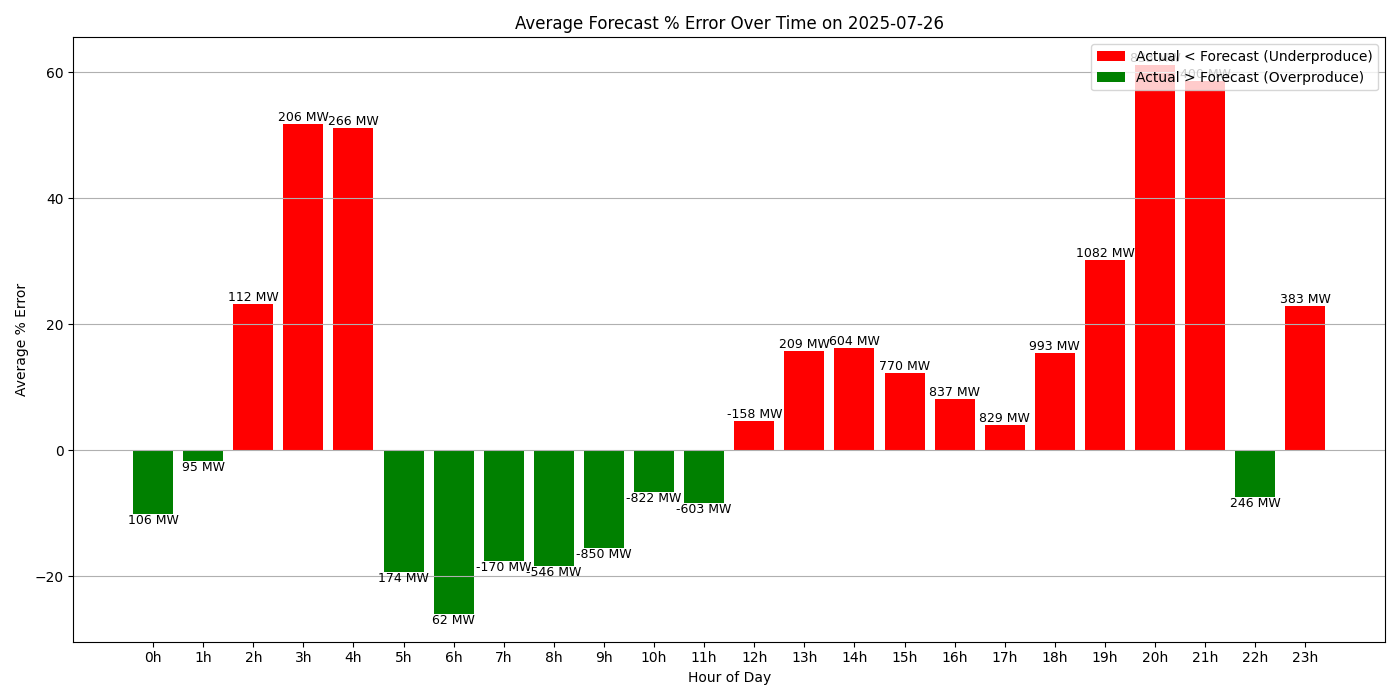 Average Forecast % Error Over Time on 2025-07-26
Actual < Forecast (Underproduce)
Actual > Forecast (Overproduce)
Average % Error
60
40
20
0
−20
106 MW
95 MW
112 MW
206 MW
266 MW
174 MW
62 MW
-170 MW
-546 MW
-850 MW
-822 MW
-603 MW
-158 MW
209 MW
604 MW
770 MW
837 MW
829 MW
993 MW
1082 MW
246 MW
383 MW
0h 1h 2h 3h 4h 5h 6h 7h 8h 9h 10h 11h 12h 13h 14h 15h 16h 17h 18h 19h 20h 21h 22h 23h
Hour of Day